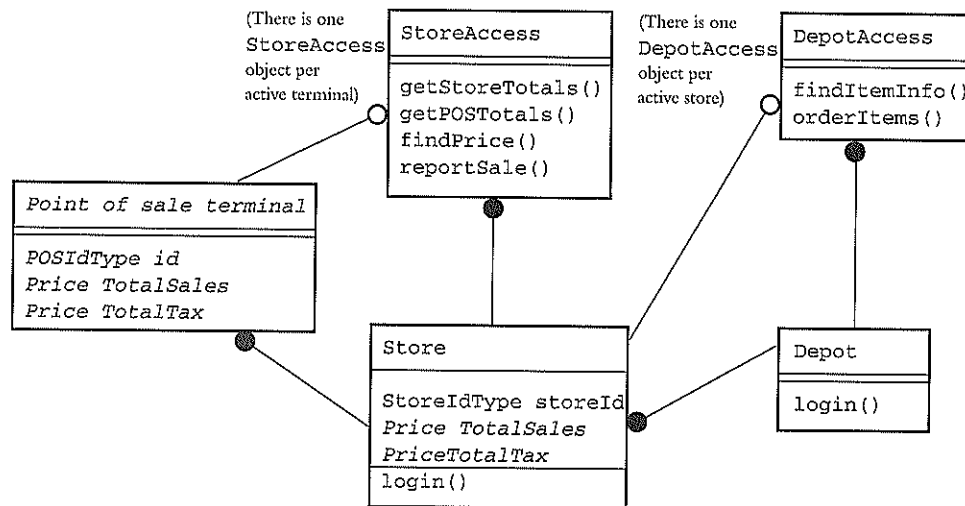 (There is one
StoreAccess
object per
active terminal)
StoreAccess
getStoreTotals()
getPOSTotals()
findPrice()
reportSale()
(There is one
DepotAccess
object per
active store)
DepotAccess
findItemInfo()
orderItems()
Point of sale terminal
POSIdType id
Price TotalSales
Price TotalTax
Store
StoreIdType storeId
Price TotalSales
PriceTotalTax
login()
Depot
login()